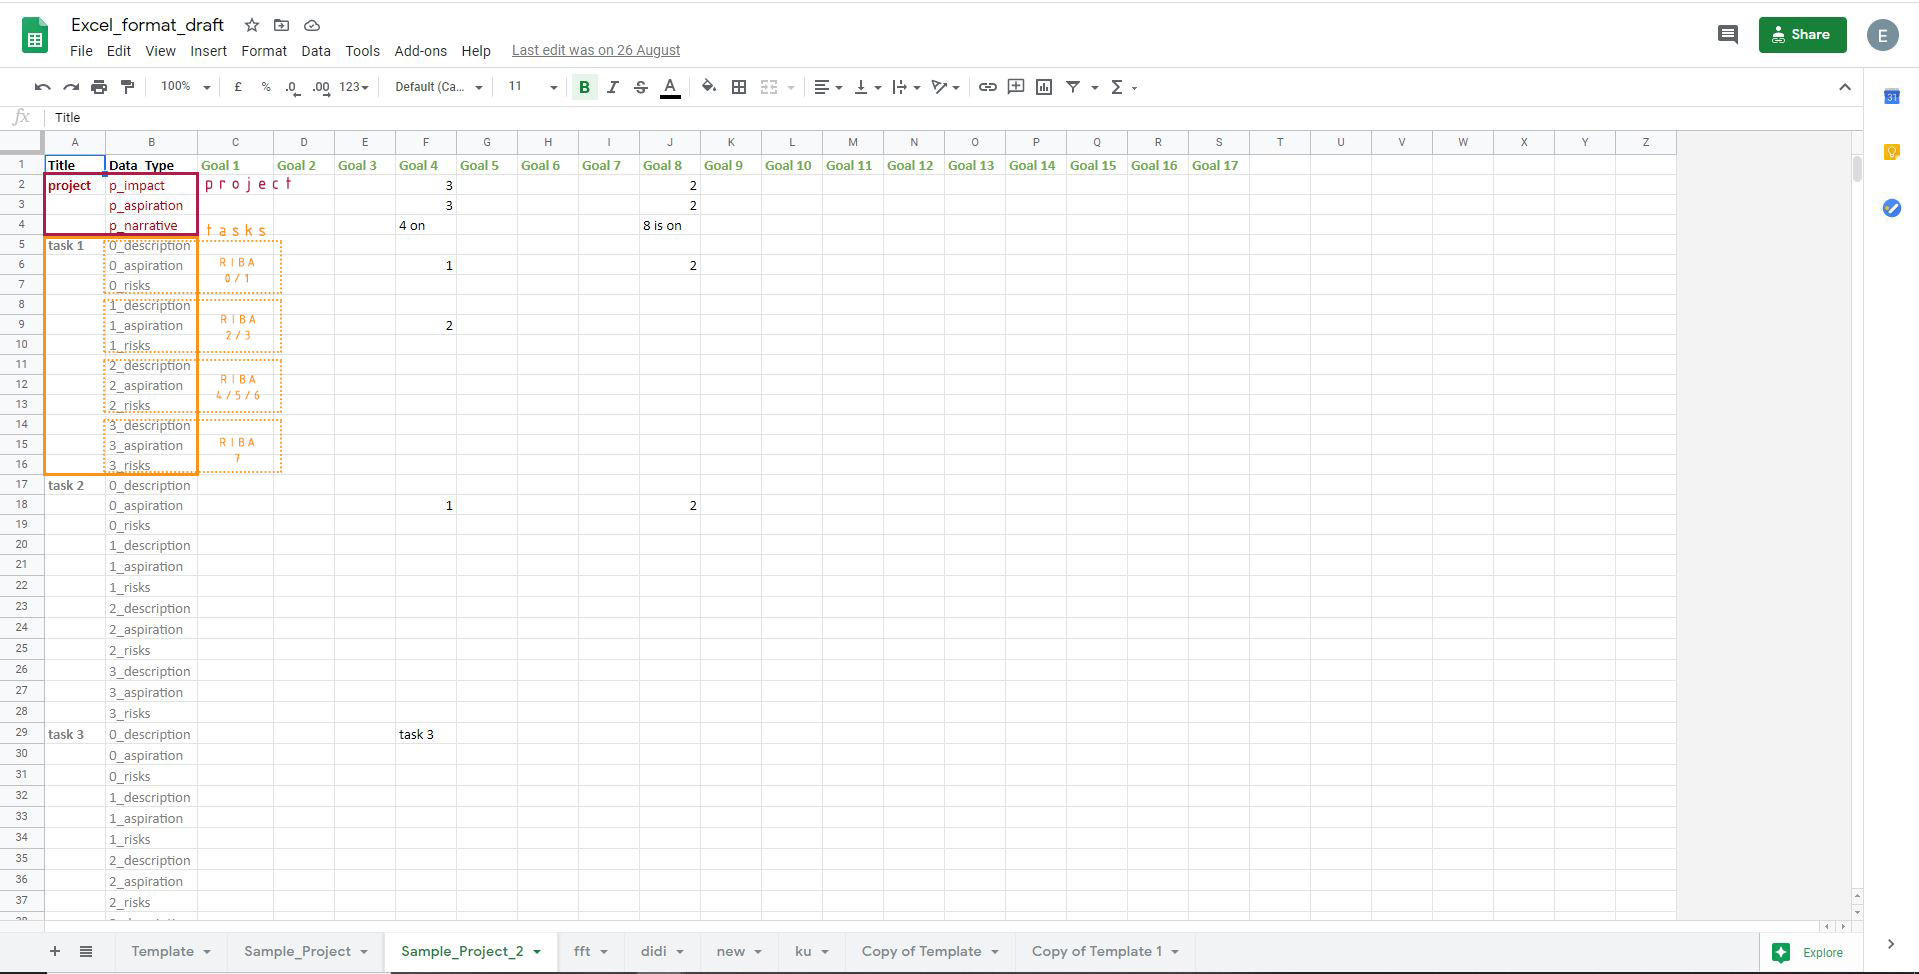 Excel_format_draft
File Edit View Insert Format Data Tools Add-ons Help Last edit was on 26 August
Share E
100% £ % .0 .00 123 Default (Ca... 11 B I S A Σ
31
fx Title
A B C D E F G H I J K L M N O P Q R S T U V W X Y Z
1 Title Data_Type Goal 1 Goal 2 Goal 3 Goal 4 Goal 5 Goal 6 Goal 7 Goal 8 Goal 9 Goal 10 Goal 11 Goal 12 Goal 13 Goal 14 Goal 15 Goal 16 Goal 17
2 project p_impact project 3 2
3 p_aspiration 3 2
4 p_narrative tasks 4 on 8 is on
5 task 1 0_description
6 0_aspiration RIBA 1 2
7 0_risks 0/1
8 1_description
9 1_aspiration RIBA 2
10 1_risks 2/3
11 2_description
12 2_aspiration RIBA
13 2_risks 4/5/6
14 3_description
15 3_aspiration RIBA
16 3_risks 7
17 task 2 0_description
18 0_aspiration 1 2
19 0_risks
20 1_description
21 1_aspiration
22 1_risks
23 2_description
24 2_aspiration
25 2_risks
26 3_description
27 3_aspiration
28 3_risks
29 task 3 0_description task 3
30 0_aspiration
31 0_risks
32 1_description
33 1_aspiration
34 1_risks
35 2_description
36 2_aspiration
37 2_risks
+ Template Sample_Project Sample_Project_2 fft didi new ku Copy of Template Copy of Template 1 Explore